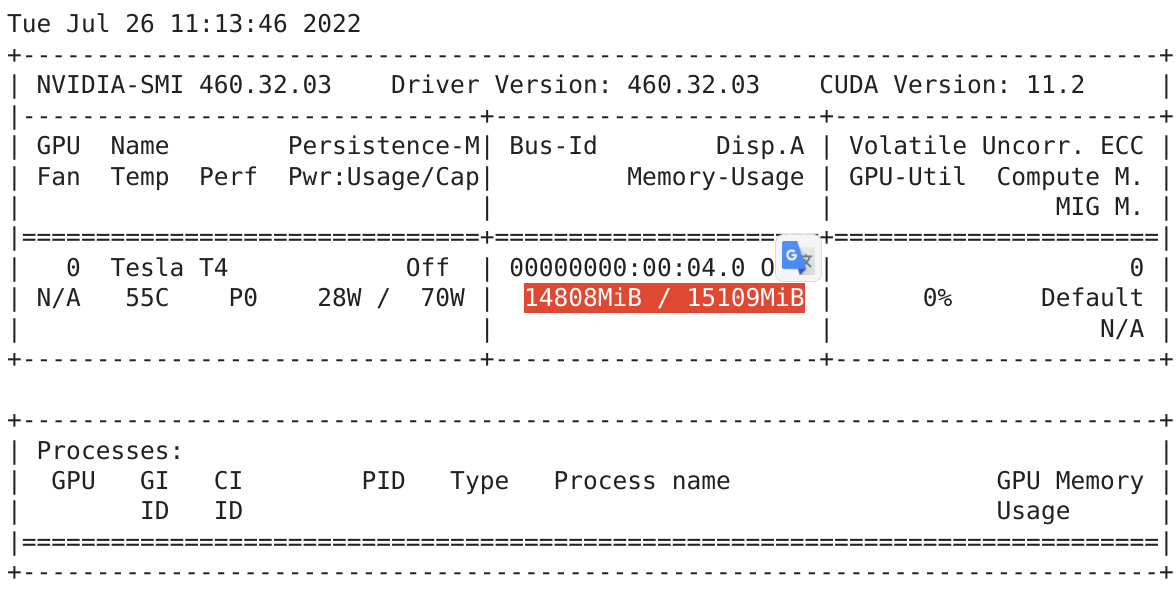 Tue Jul 26 11:13:46 2022
+-----------------------------------------------------------------------------+
| NVIDIA-SMI 460.32.03    Driver Version: 460.32.03    CUDA Version: 11.2     |
|-------------------------------+----------------------+----------------------+
| GPU  Name        Persistence-M| Bus-Id        Disp.A | Volatile Uncorr. ECC |
| Fan  Temp  Perf  Pwr:Usage/Cap|         Memory-Usage | GPU-Util  Compute M. |
|                               |                      |               MIG M. |
|===============================+======================+======================|
|   0  Tesla T4            Off  | 00000000:00:04.0 O   |                    0 |
| N/A   55C    P0    28W /  70W |  14808MiB / 15109MiB |      0%      Default |
|                               |                      |                  N/A |
+-------------------------------+----------------------+----------------------+

+-----------------------------------------------------------------------------+
| Processes:                                                                  |
|  GPU   GI   CI        PID   Type   Process name                  GPU Memory |
|        ID   ID                                                   Usage      |
|=============================================================================|
+-----------------------------------------------------------------------------+